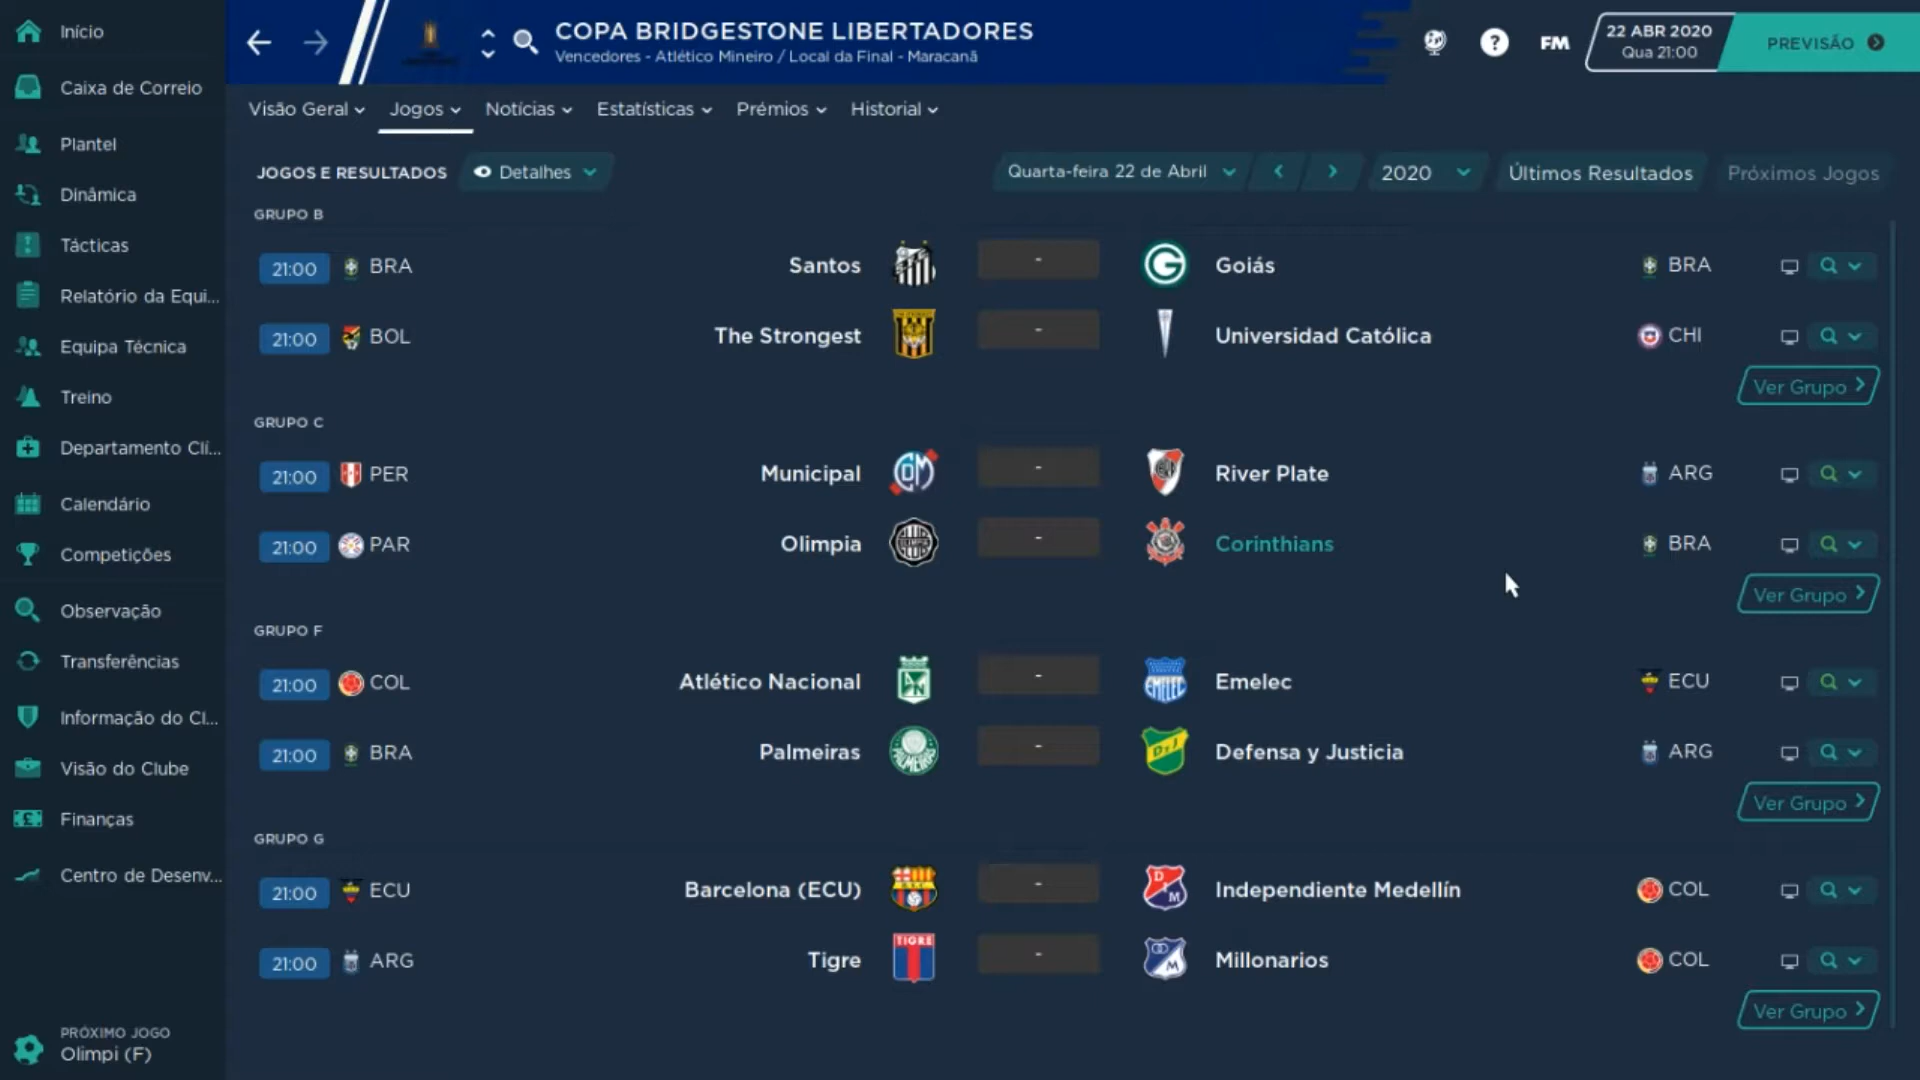 Início
Caixa de Correio
Plantel
Dinâmica
Tácticas
Relatório da Equi...
Equipa Técnica
Treino
Departamento Clí...
Calendário
Competições
Observação
Transferências
Informação do Cl...
Visão do Clube
Finanças
Centro de Desenv...
PRÓXIMO JOGO
Olimpi (F)
COPA BRIDGESTONE LIBERTADORES
Vencedores - Atlético Mineiro / Local da Final - Maracanã
? FM
22 ABR 2020
Qua 21:00
PREVISÃO
Visão Geral Jogos Notícias Estatísticas Prémios Historial
JOGOS E RESULTADOS Detalhes Quarta-feira 22 de Abril 2020 Últimos Resultados Próximos Jogos
GRUPO B
21:00 BRA Santos - Goiás BRA
21:00 BOL The Strongest - Universidad Católica CHI
Ver Grupo
GRUPO C
21:00 PER Municipal - River Plate ARG
21:00 PAR Olimpia - Corinthians BRA
Ver Grupo
GRUPO F
21:00 COL Atlético Nacional - Emelec ECU
21:00 BRA Palmeiras - Defensa y Justicia ARG
Ver Grupo
GRUPO G
21:00 ECU Barcelona (ECU) - Independiente Medellín COL
21:00 ARG Tigre - Millonarios COL
Ver Grupo